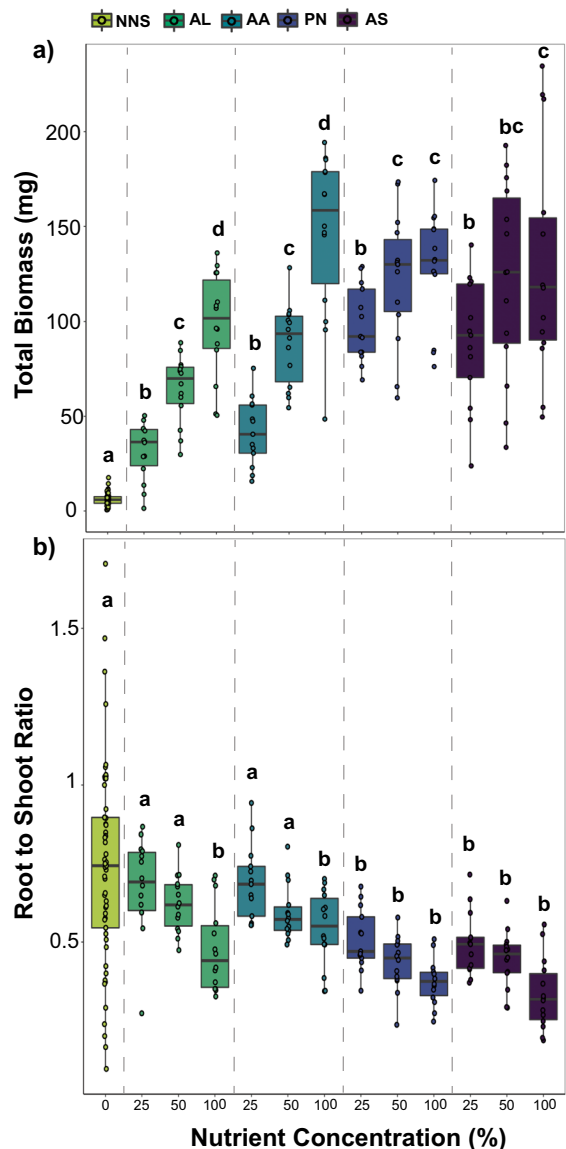 NNS AL AA PN AS
a)
Total Biomass (mg)
200
150
100
50
0
a b c d b c d b c c b bc c
b)
Root to Shoot Ratio
1.5
1
0.5
a a a b a a b b b b b b b
0 25 50 100 25 50 100 25 50 100 25 50 100
Nutrient Concentration (%)